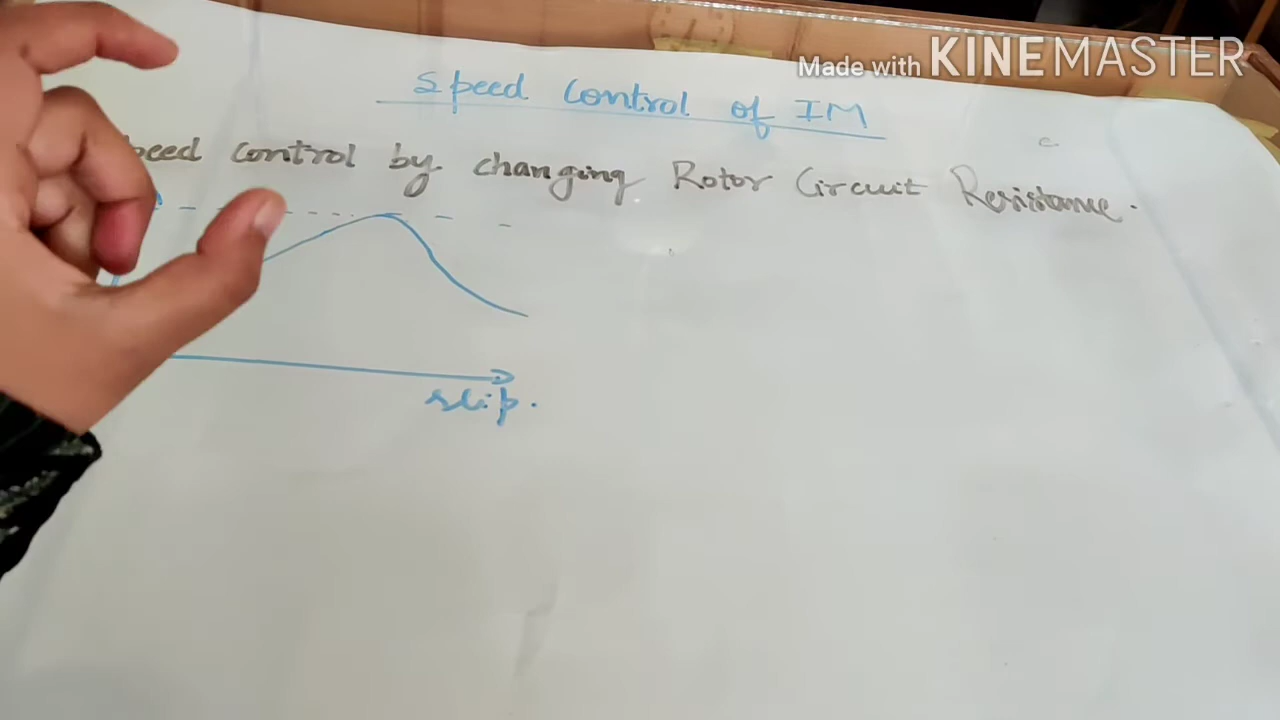 Made with KINEMASTER
Speed Control of IM
peed Control by changing Rotor Circuit Resistance.
slip.